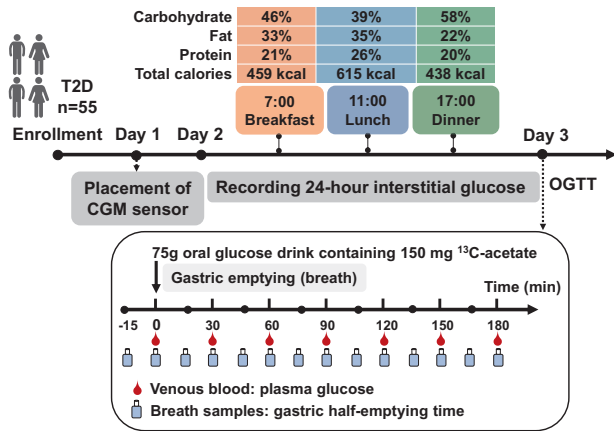 Carbohydrate 46% 39% 58%
Fat 33% 35% 22%
Protein 21% 26% 20%
Total calories 459 kcal 615 kcal 438 kcal
T2D
n=55
7:00 11:00 17:00
Breakfast Lunch Dinner
Enrollment Day 1 Day 2 Day 3
Placement of
CGM sensor
Recording 24-hour interstitial glucose
OGTT
75g oral glucose drink containing 150 mg ¹³C-acetate
Gastric emptying (breath)
Time (min)
-15 0 30 60 90 120 150 180
Venous blood: plasma glucose
Breath samples: gastric half-emptying time